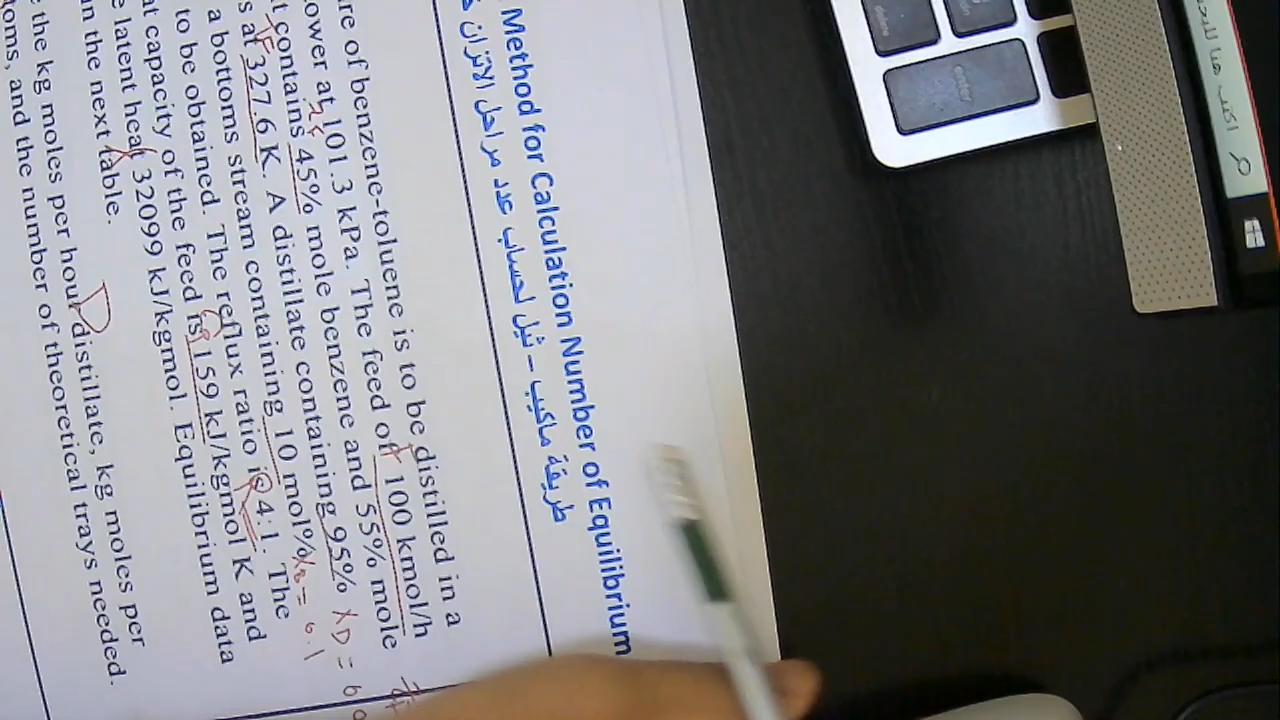 Method for Calculation Number of Equilibrium
طريقة ماكيب – ثيل لحساب عدد مراحل الاتزان
re of benzene-toluene is to be distilled in a
ower at 101.3 kPa. The feed of 100 kmol/h
t contains 45% mole benzene and 55% mole
s at 327.6 K. A distillate containing 95% XD =
a bottoms stream containing 10 mol% XB = 0.1
to be obtained. The reflux ratio is 4:1. The
at capacity of the feed is 159 kJ/kgmol K and
e latent heat 32099 kJ/kgmol. Equilibrium data
n the next table.
D
the kg moles per hour distillate, kg moles per
oms, and the number of theoretical trays needed.
اكتب هنا للبحث
delete
enter